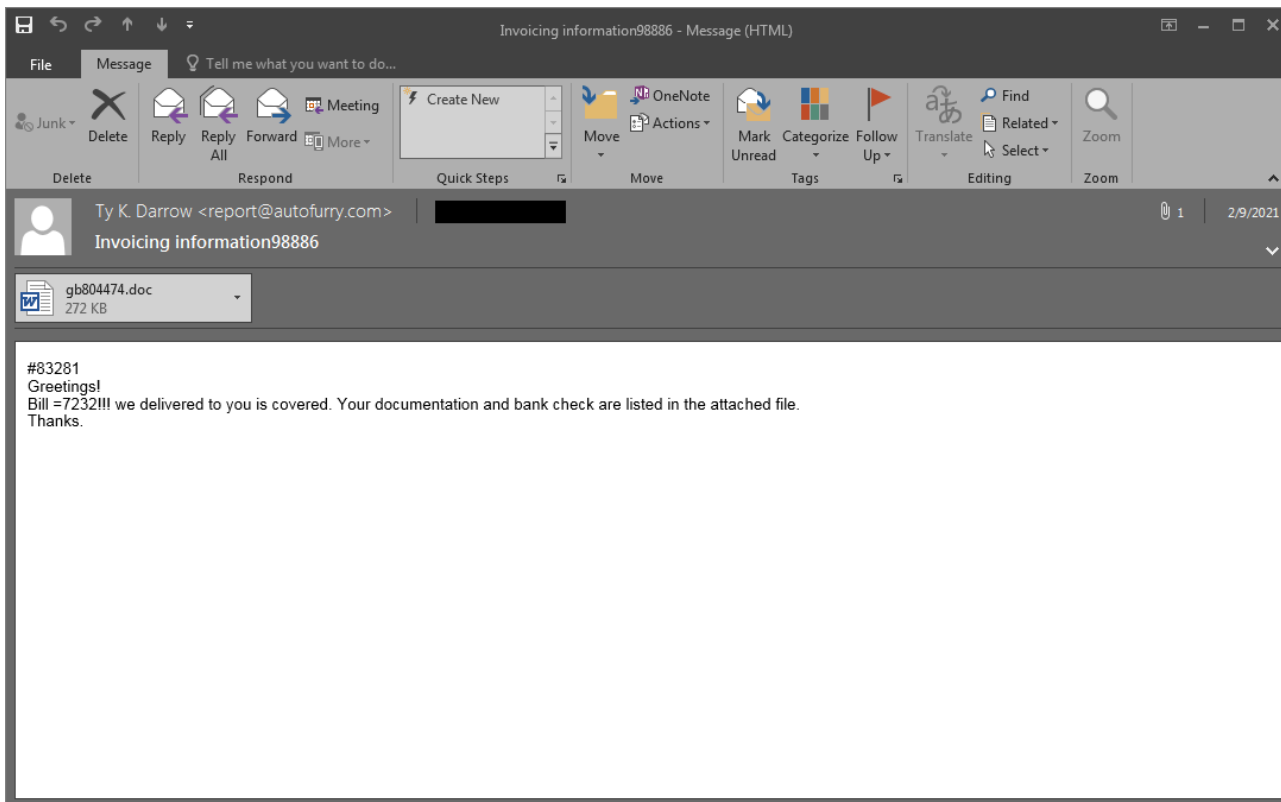 Invoicing information98886 - Message (HTML)
File Message Tell me what you want to do...
Junk
Delete
Reply
Reply All
Forward
Meeting
More
Create New
Move
OneNote
Actions
Mark Unread
Categorize
Follow Up
Translate
Find
Related
Select
Zoom
Delete Respond Quick Steps Move Tags Editing Zoom
Ty K. Darrow <report@autofurry.com>
1 2/9/2021
Invoicing information98886
gb804474.doc
272 KB
#83281
Greetings!
Bill =7232!!! we delivered to you is covered. Your documentation and bank check are listed in the attached file.
Thanks.